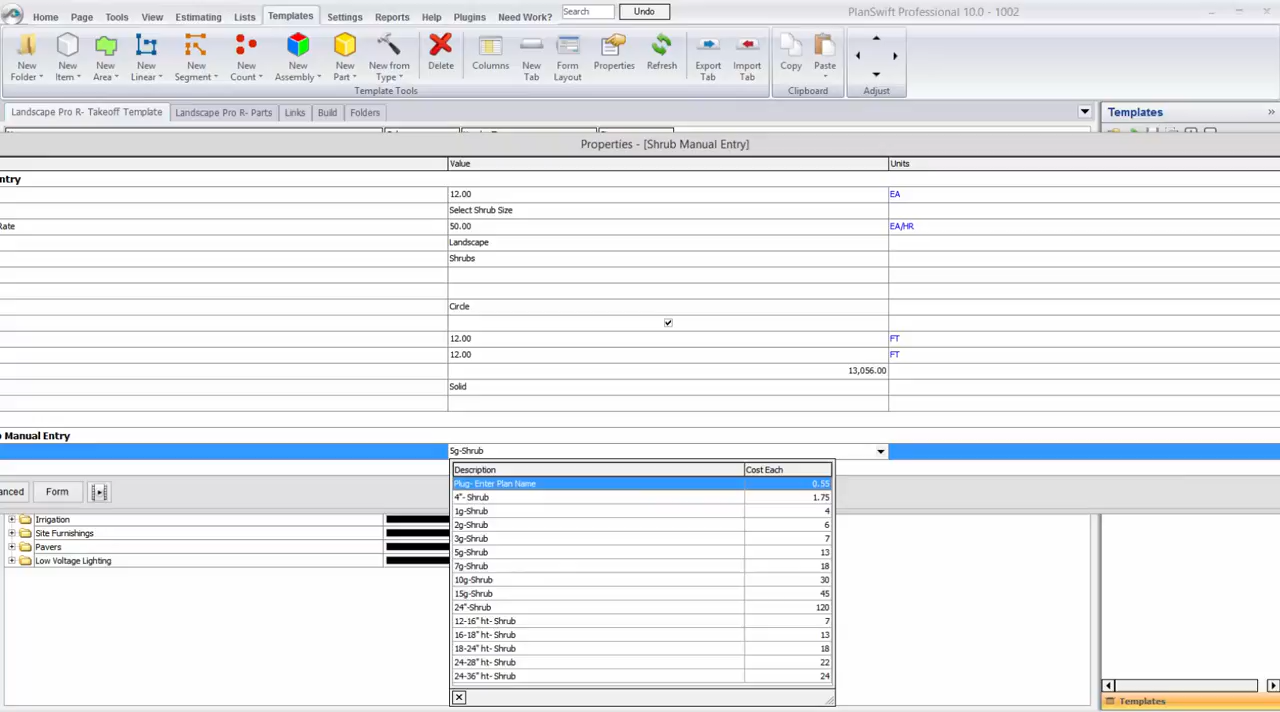 Home Page Tools View Estimating Lists Templates Settings Reports Help Plugins Need Work? Search Undo PlanSwift Professional 10.0 - 1002
New Folder New Item New Area New Linear New Segment New Count New Assembly New Part New from Type Delete Columns New Tab Form Layout Properties Refresh Export Tab Import Tab Copy Paste
Template Tools Clipboard Adjust
Landscape Pro R- Takeoff Template Landscape Pro R- Parts Links Build Folders Templates
Properties - [Shrub Manual Entry]
Value Units
ntry
12.00 EA
Select Shrub Size
Rate 50.00 EA/HR
Landscape
Shrubs
Circle
12.00 FT
12.00 FT
13,056.00
Solid
Manual Entry
5g-Shrub
Description Cost Each
Plug- Enter Plan Name 0.55
4"- Shrub 1.75
1g-Shrub 4
2g-Shrub 6
3g-Shrub 7
5g-Shrub 13
7g-Shrub 18
10g-Shrub 30
15g-Shrub 45
24"-Shrub 120
12-16" ht- Shrub 7
16-18" ht- Shrub 13
18-24" ht- Shrub 18
24-28" ht- Shrub 22
24-36" ht- Shrub 24
anced Form
Irrigation
Site Furnishings
Pavers
Low Voltage Lighting
Templates